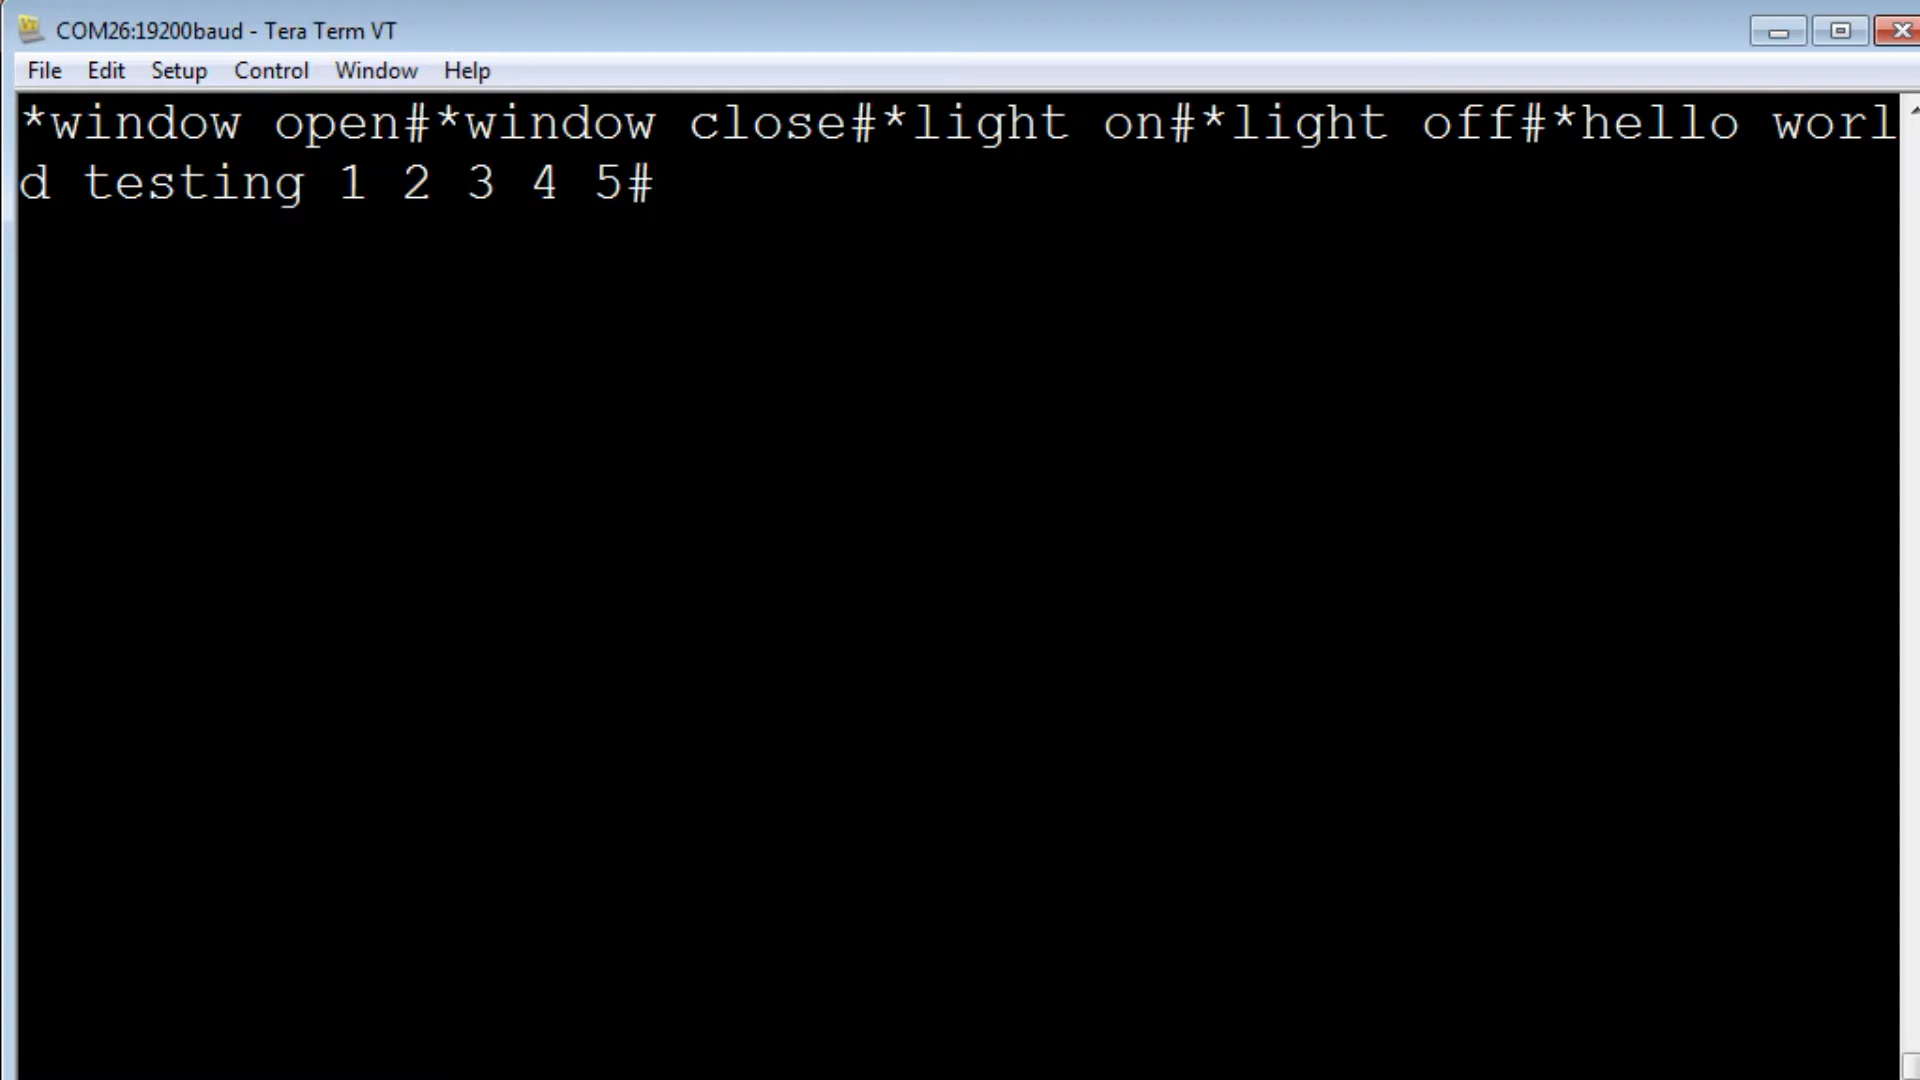 COM26:19200baud - Tera Term VT
File Edit Setup Control Window Help
*window open#*window close#*light on#*light off#*hello worl
d testing 1 2 3 4 5#